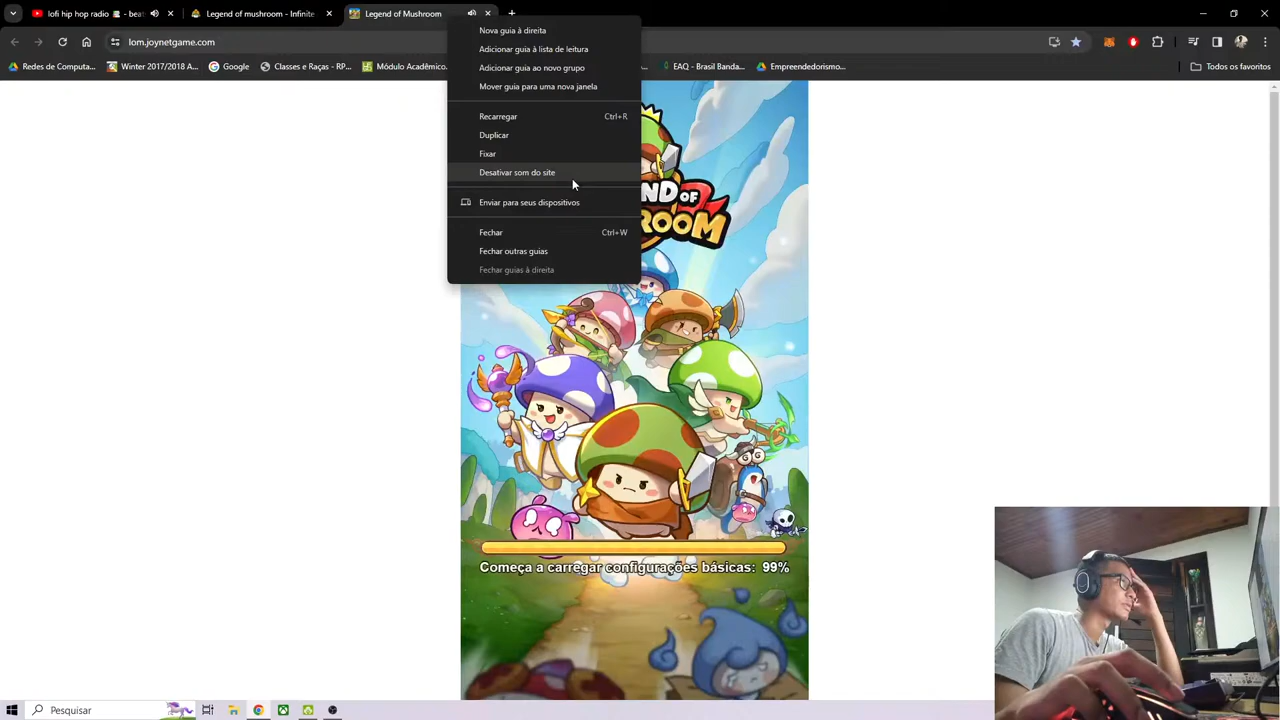 lofi hip hop radio
Legend of mushroom - Infinite
Legend of Mushroom
lom.joynetgame.com
Redes de Computa...
Winter 2017/2018 A...
Google
Classes e Raças - RP...
Módulo Acadêmico...
EAQ - Brasil Banda...
Empreendedorismo...
Todos os favoritos
Nova guia à direita
Adicionar guia à lista de leitura
Adicionar guia ao novo grupo
Mover guia para uma nova janela
Recarregar Ctrl+R
Duplicar
Fixar
Desativar som do site
Enviar para seus dispositivos
Fechar Ctrl+W
Fechar outras guias
Fechar guias à direita
Começa a carregar configurações básicas: 99%
Pesquisar